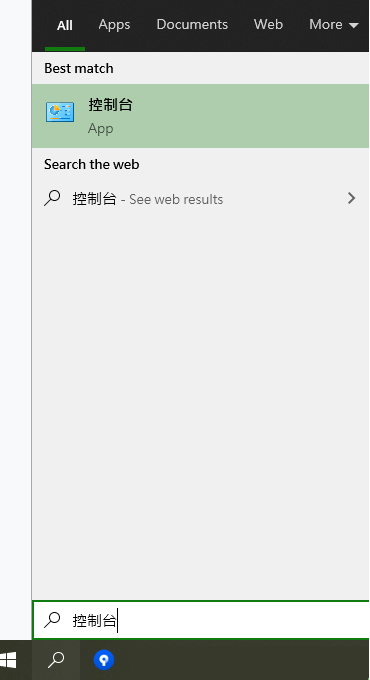 All Apps Documents Web More
Best match
控制台
App
Search the web
控制台 - See web results
控制台